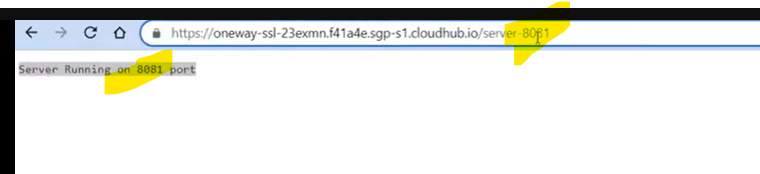 https://oneway-ssl-23exmn.f41a4e.sgp-s1.cloudhub.io/server-8081
Server Running on 8081 port